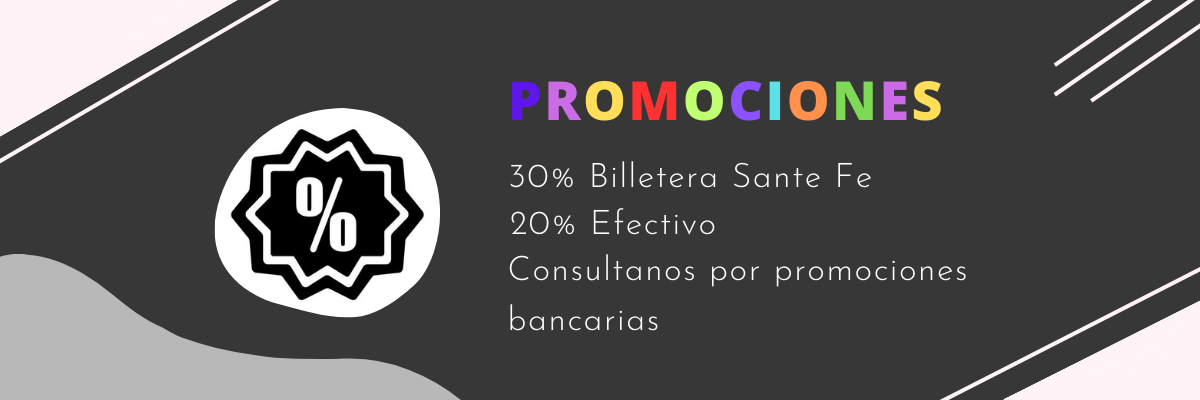 PROMOCIONES
30% Billetera Sante Fe
20% Efectivo
Consultanos por promociones
bancarias
%